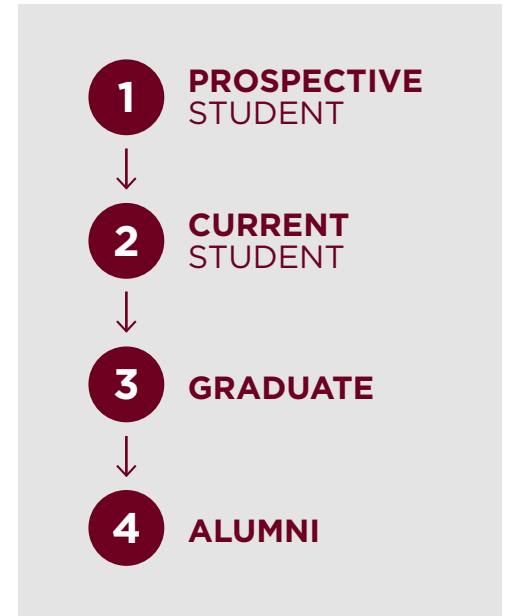 1
PROSPECTIVE
STUDENT
2
CURRENT
STUDENT
3
GRADUATE
4
ALUMNI